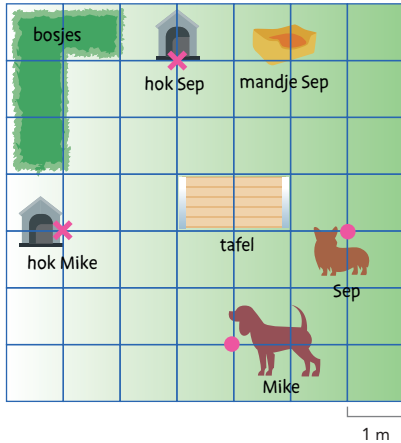 bosjes
hok Sep
mandje Sep
hok Mike
tafel
Sep
Mike
1 m